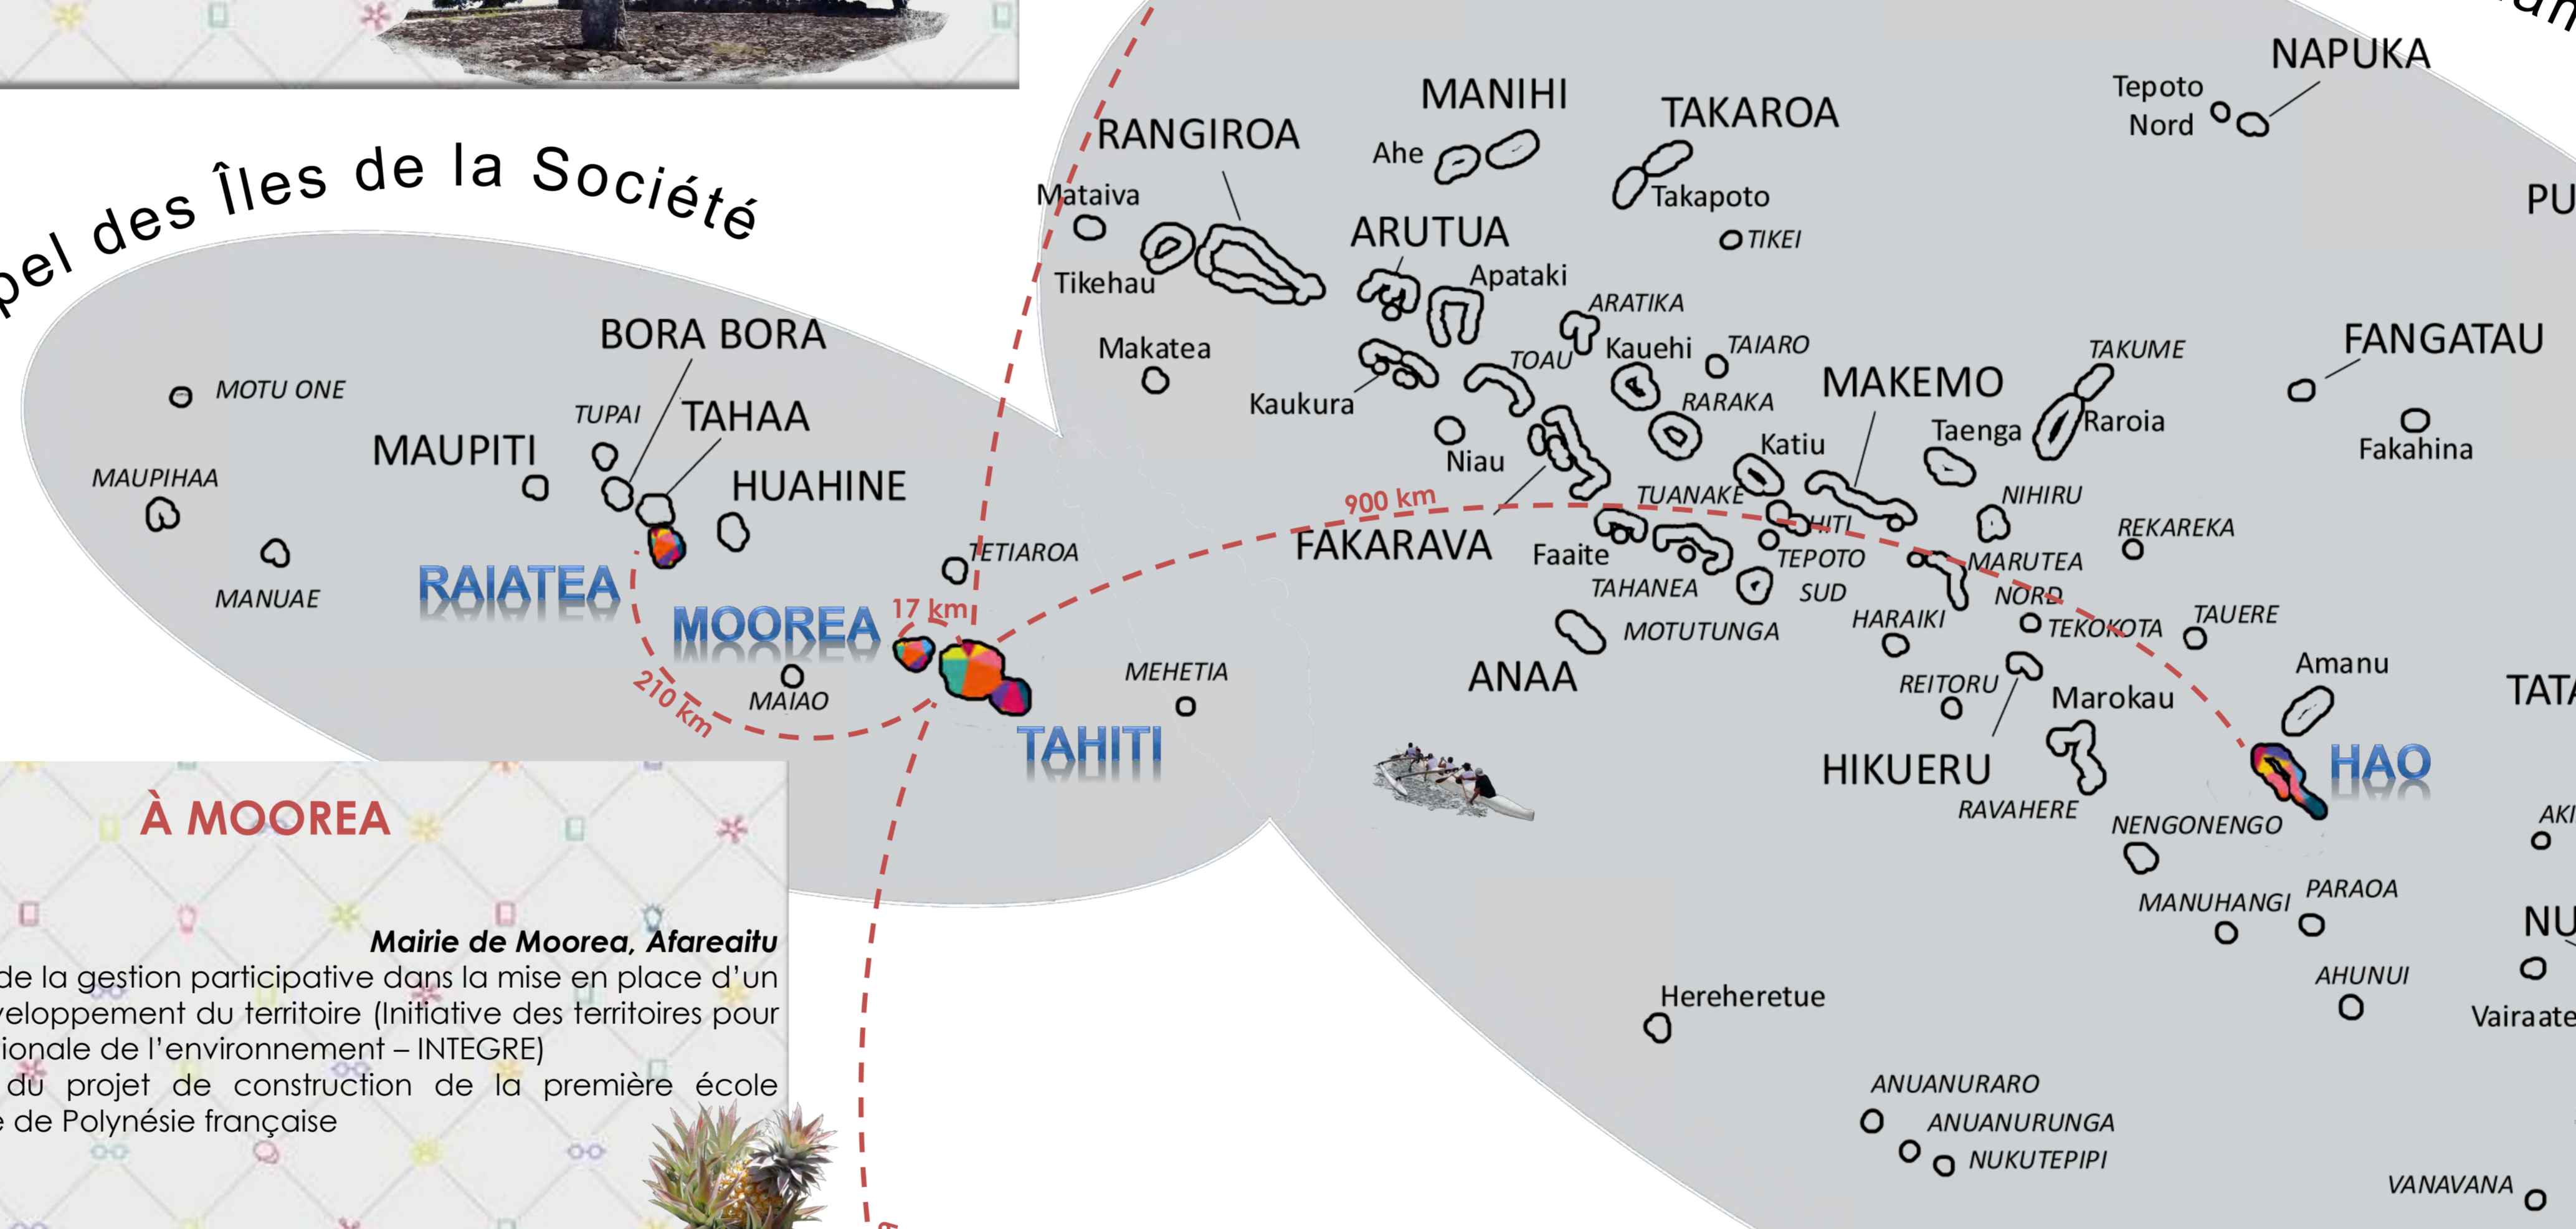 des Îles de la Société
NAPUKA
Tepoto
Nord
MANIHI
TAKAROA
RANGIROA
Ahe
Mataiva
Takapoto
ARUTUA
TIKEI
Tikehau
Apataki
ARATIKA
BORA BORA
Makatea
TOAU
Kauehi
TAIARO
TAKUME
FANGATAU
MOTU ONE
TUPAI
TAHAA
Kaukura
RARAKA
MAKEMO
Raroia
MAUPITI
Niau
Katiu
Taenga
Fakahina
MAUPIHAA
HUAHINE
900 km
TUANAKE
NIHIRU
HITI
REKAREKA
FAKARAVA
Faaite
TETIAROA
TEPOTO
SUD
MARUTEA
NORD
RAIATEA
MANUAE
TAHANEA
17 km
MOOREA
MOTUTUNGA
HARAIKI
TEKOKOTA
TAUERE
210 km
MAIAO
MEHETIA
ANAA
REITORU
Marokau
Amanu
TAHITI
HIKUERU
HAO
RAVAHERE
NENGONENGO
À MOOREA
MANUHANGI
PARAOA
Mairie de Moorea, Afareaitu
de la gestion participative dans la mise en place d’un
du territoire (Initiative des territoires pour
de l’environnement – INTEGRE)
du projet de construction de la première école
de Polynésie française
AHUNUI
Hereheretue
ANUANURARO
ANUANURUNGA
NUKUTEPIPI
VANAVANA